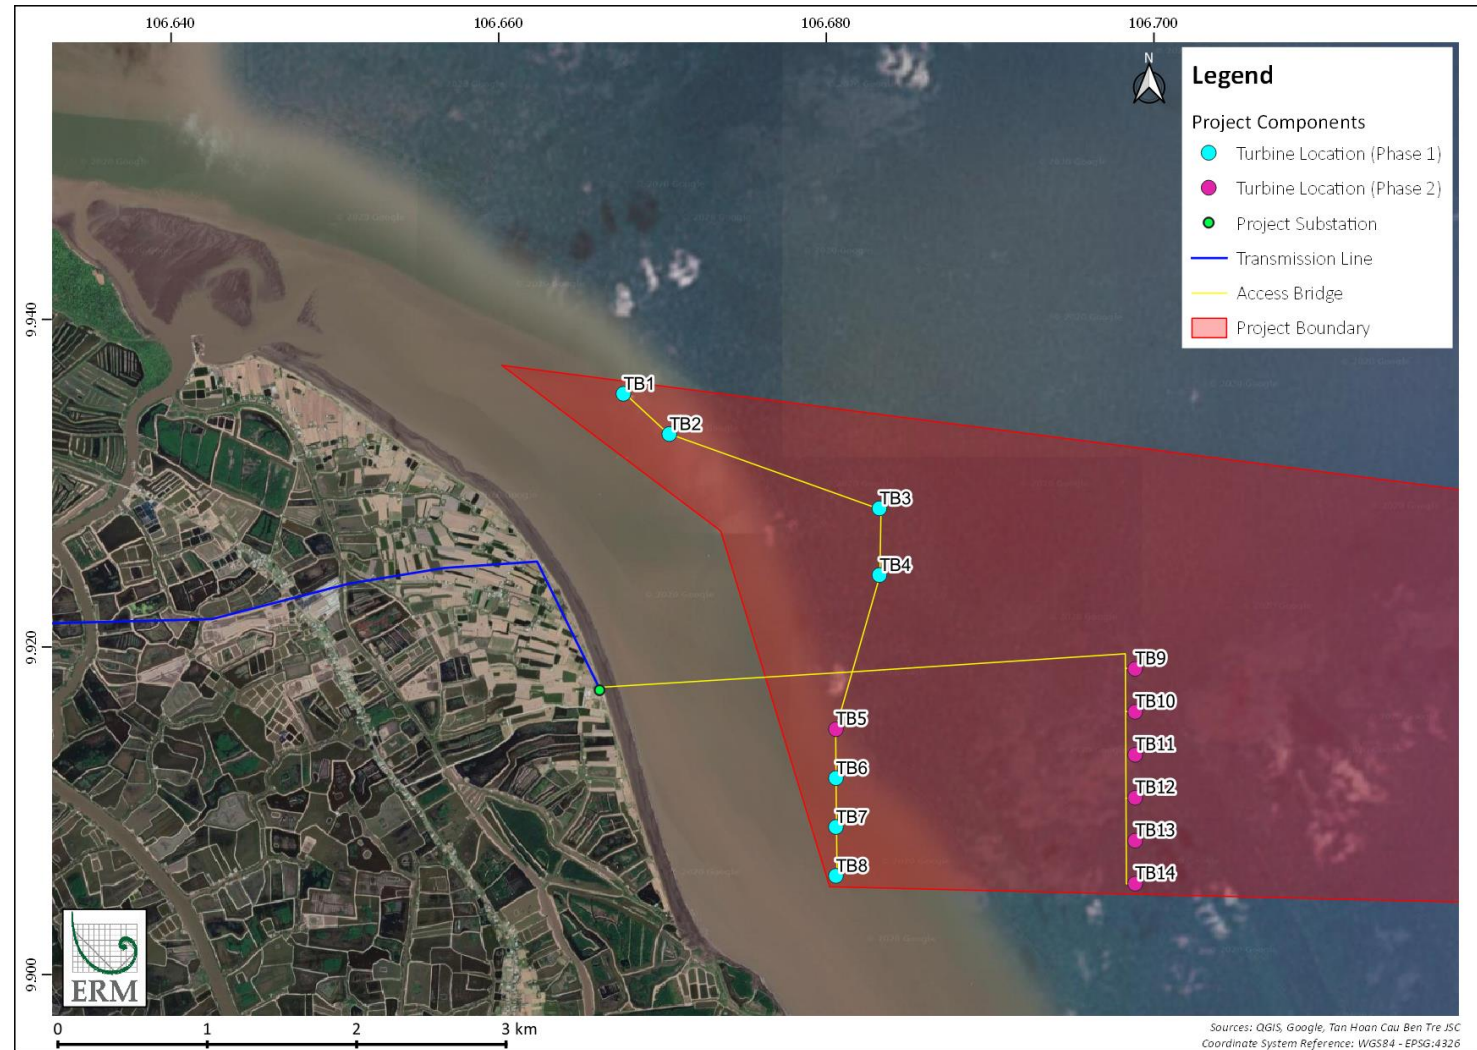 106.640
106.660
106.680
106.700
N
Legend
Project Components
Turbine Location (Phase 1)
Turbine Location (Phase 2)
Project Substation
Transmission Line
Access Bridge
Project Boundary
9.940
9.920
9.900
TB1
TB2
TB3
TB4
TB5
TB6
TB7
TB8
TB9
TB10
TB11
TB12
TB13
TB14
© 2020 Google
ERM
0 1 2 3 km
Sources: QGIS, Google, Tan Hoan Cau Ben Tre JSC
Coordinate System Reference: WGS84 - EPSG:4326